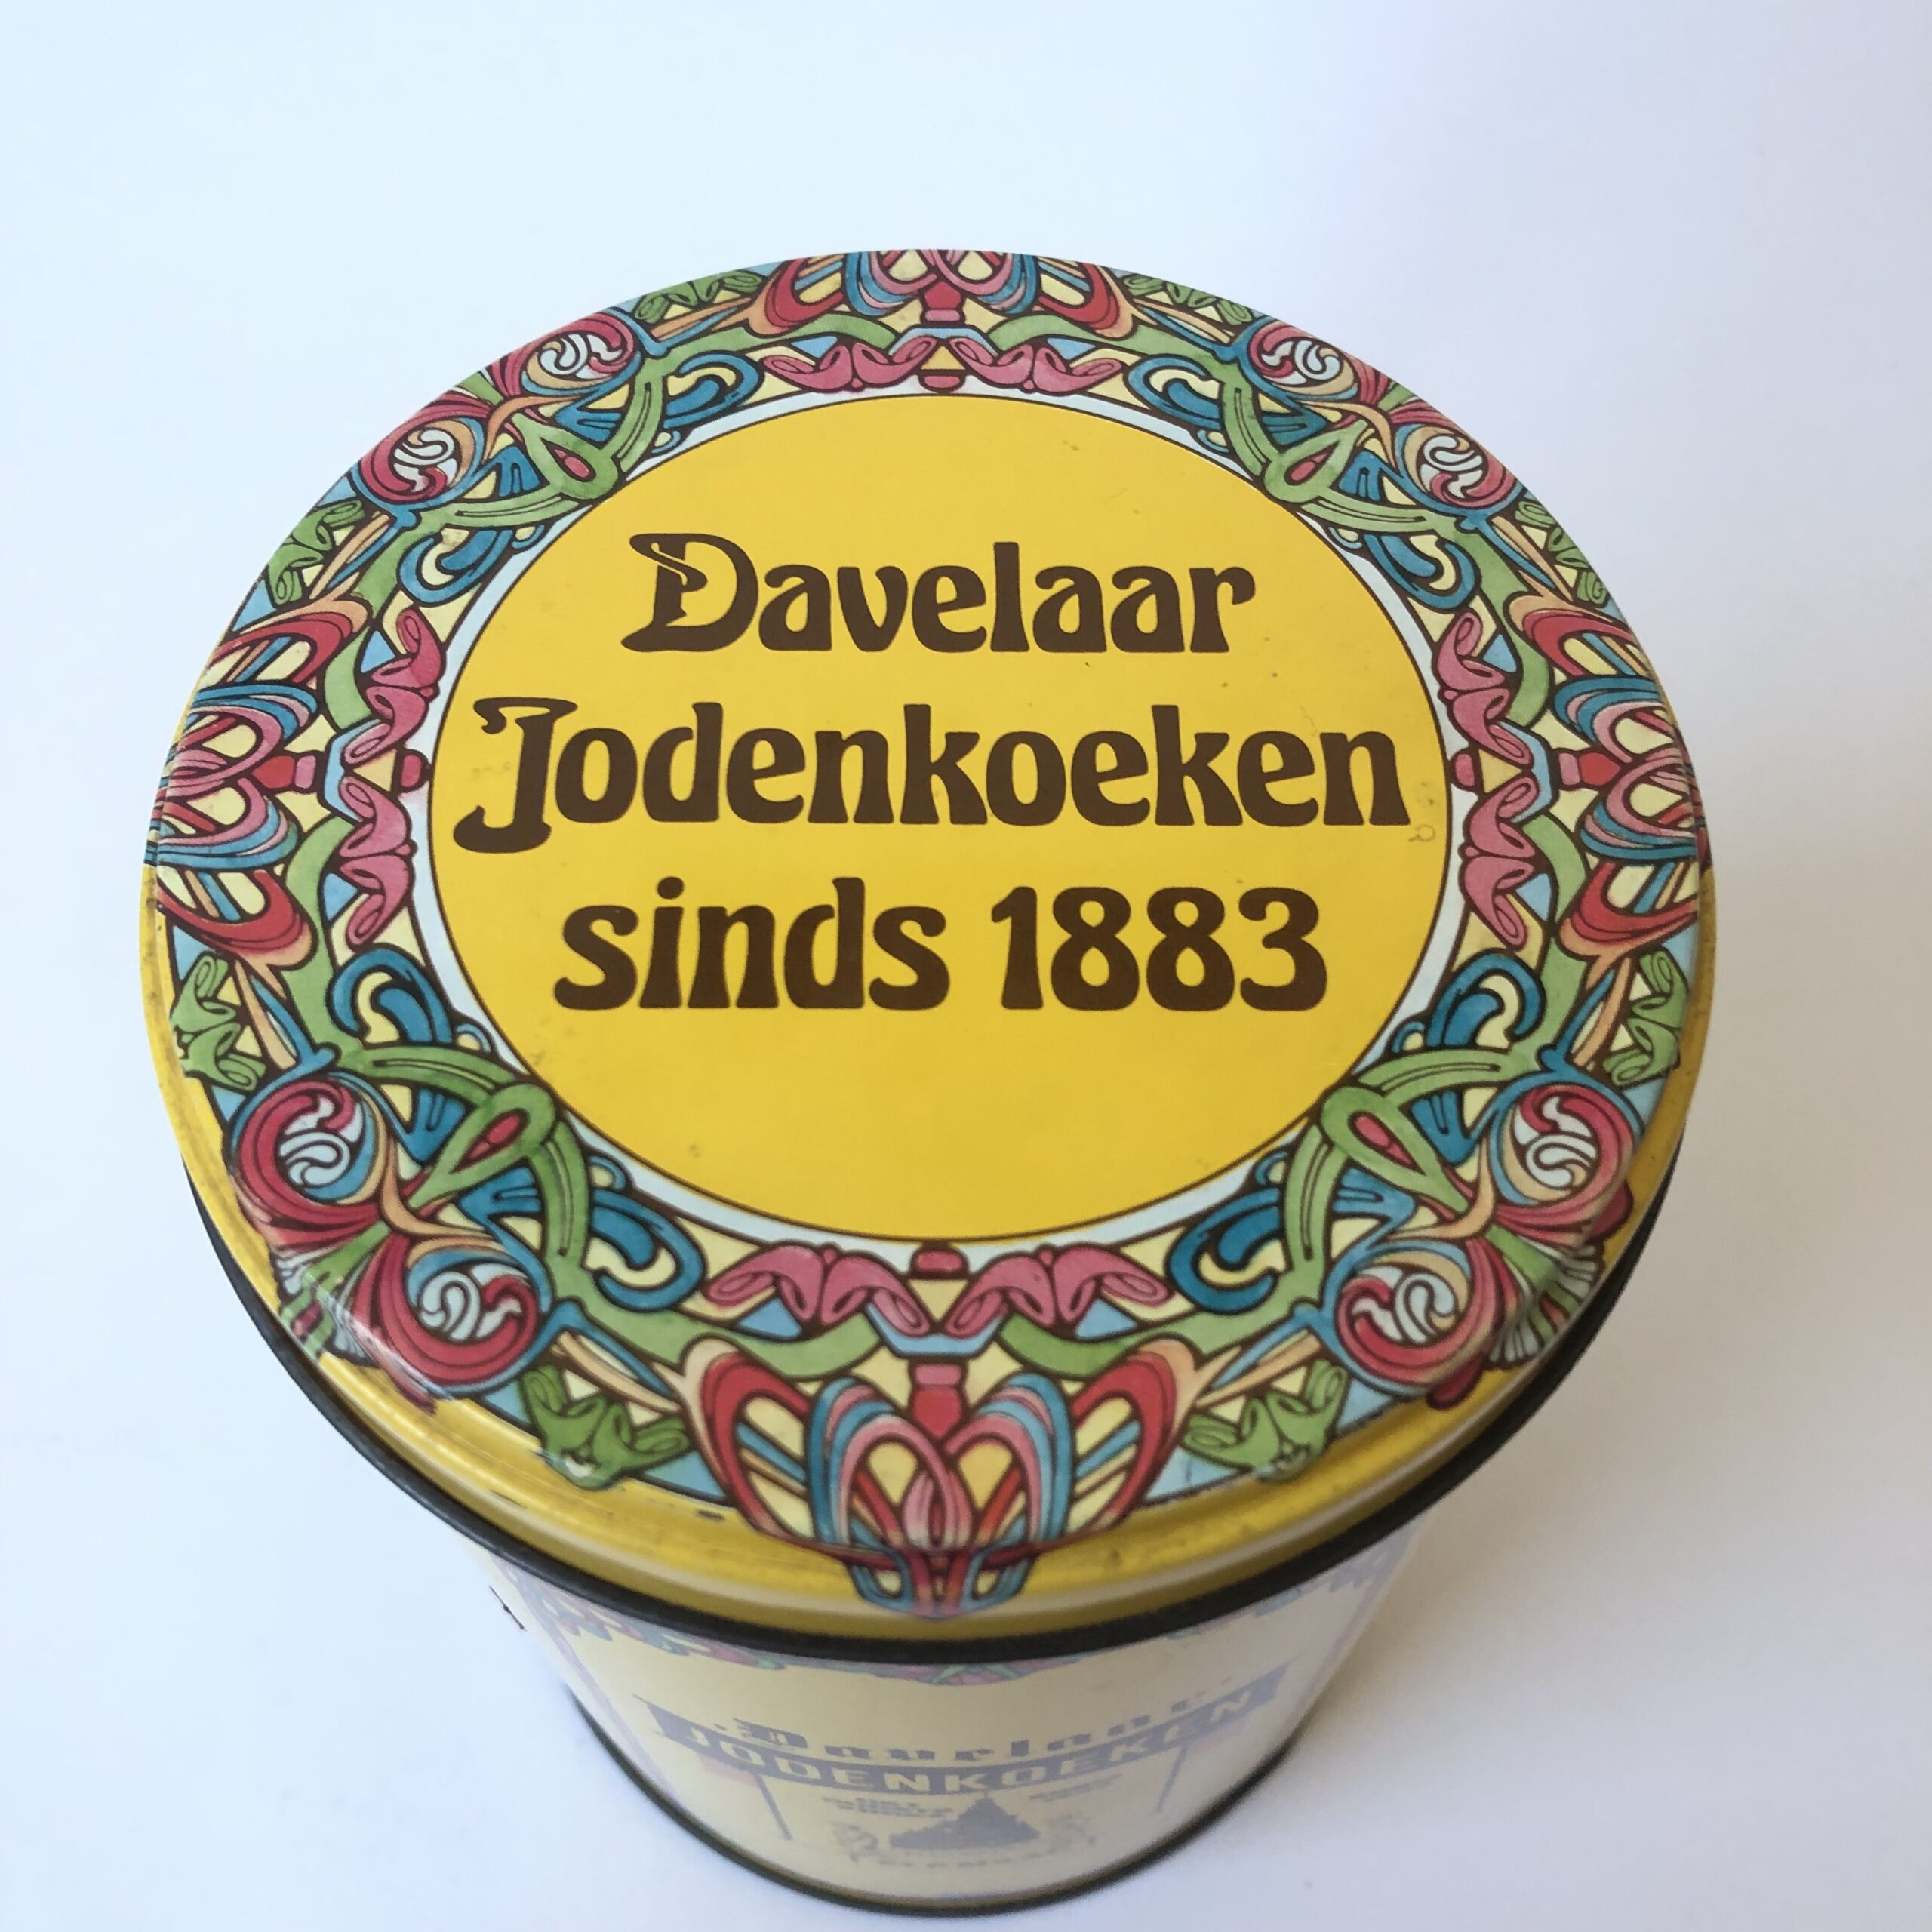 Davelaar
Jodenkoeken
sinds 1883
Davelaar
JODENKOEKEN